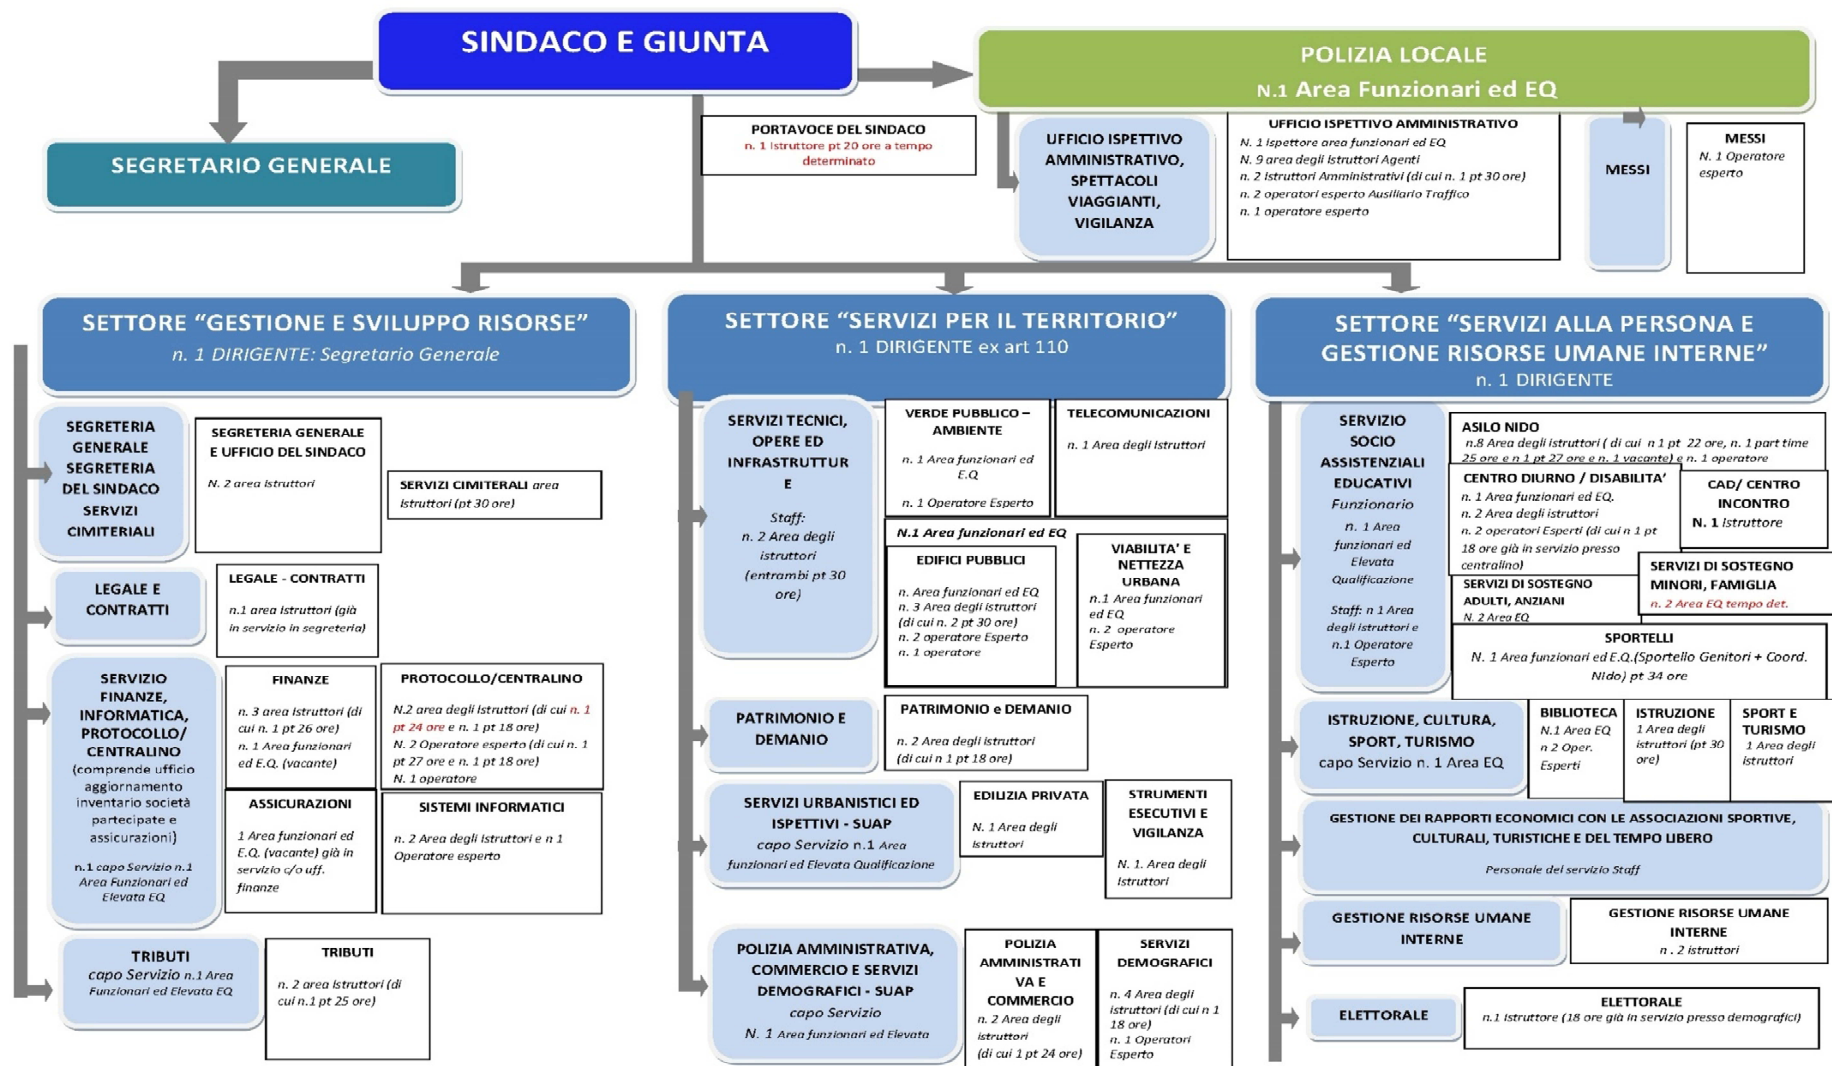 SINDACO E GIUNTA
POLIZIA LOCALE
N.1 Area Funzionari ed EQ
SEGRETARIO GENERALE
PORTAVOCE DEL SINDACO
n. 1 Istruttore pt 20 ore a tempo
determinato
UFFICIO ISPETTIVO
AMMINISTRATIVO,
SPETTACOLI
VIAGGIANTI,
VIGILANZA
UFFICIO ISPETTIVO AMMINISTRATIVO
N. 1 Ispettore area funzionari ed EQ
N. 9 area degli Istruttori Agenti
n. 2 Istruttori Amministrativi (di cui n. 1 pt 30 ore)
n. 2 operatori esperto Ausiliario Traffico
n. 1 operatore esperto
MESSI
MESSI
N. 1 Operatore
esperto
SETTORE “GESTIONE E SVILUPPO RISORSE”
n. 1 DIRIGENTE: Segretario Generale
SEGRETERIA
GENERALE
SEGRETERIA
DEL SINDACO
SERVIZI
CIMITERIALI
SEGRETERIA GENERALE
E UFFICIO DEL SINDACO
N. 2 area Istruttori
SERVIZI CIMITERALI area
Istruttori (pt 30 ore)
LEGALE E
CONTRATTI
LEGALE - CONTRATTI
n.1 area Istruttori (già
in servizio in segreteria)
SERVIZIO
FINANZE,
INFORMATICA,
PROTOCOLLO/
CENTRALINO
(comprende ufficio
aggiornamento
inventario società
partecipate e
assicurazioni)
n.1 capo Servizio n.1
Area Funzionari ed
Elevata EQ
FINANZE
n. 3 area Istruttori (di
cui n. 1 pt 26 ore)
n. 1 Area funzionari
ed E.Q. (vacante)
PROTOCOLLO/CENTRALINO
N.2 area degli Istruttori (di cui n. 1
pt 24 ore e n. 1 pt 18 ore)
N. 2 Operatore esperto (di cui n. 1
pt 27 ore e n. 1 pt 18 ore)
N. 1 operatore
ASSICURAZIONI
1 Area funzionari ed
E.Q. (vacante) già in
servizio c/o uff.
finanze
SISTEMI INFORMATICI
n. 2 Area degli Istruttori e n 1
Operatore esperto
TRIBUTI
capo Servizio n.1 Area
Funzionari ed Elevata EQ
TRIBUTI
n. 2 area Istruttori (di
cui n.1 pt 25 ore)
SETTORE “SERVIZI PER IL TERRITORIO”
n. 1 DIRIGENTE ex art 110
SERVIZI TECNICI,
OPERE ED
INFRASTRUTTUR
E
Staff:
n. 2 Area degli
istruttori
(entrambi pt 30
ore)
VERDE PUBBLICO –
AMBIENTE
n. 1 Area funzionari ed
E.Q
n. 1 Operatore Esperto
TELECOMUNICAZIONI
n. 1 Area degli Istruttori
N.1 Area funzionari ed EQ
EDIFICI PUBBLICI
n. Area funzionari ed EQ
n. 3 Area degli istruttori
(di cui n. 2 pt 30 ore)
n. 2 operatore Esperto
n. 1 operatore
VIABILITA’ E
NETTEZZA
URBANA
n.1 Area funzionari
ed EQ
n. 2 operatore
Esperto
PATRIMONIO E
DEMANIO
PATRIMONIO e DEMANIO
n. 2 Area degli istruttori
(di cui n 1 pt 18 ore)
SERVIZI URBANISTICI ED
ISPETTIVI - SUAP
capo Servizio n.1 Area
funzionari ed Elevata Qualificazione
EDILIZIA PRIVATA
N. 1 Area degli
Istruttori
STRUMENTI
ESECUTIVI E
VIGILANZA
N. 1. Area degli
Istruttori
POLIZIA AMMINISTRATIVA,
COMMERCIO E SERVIZI
DEMOGRAFICI - SUAP
capo Servizio
N. 1 Area funzionari ed Elevata
POLIZIA
AMMINISTRATI
VA E
COMMERCIO
n. 2 Area degli
istruttori
(di cui 1 pt 24 ore)
SERVIZI
DEMOGRAFICI
n. 4 Area degli
istruttori (di cui n 1
18 ore)
n. 1 Operatori
Esperto
SETTORE “SERVIZI ALLA PERSONA E
GESTIONE RISORSE UMANE INTERNE”
n. 1 DIRIGENTE
SERVIZIO
SOCIO
ASSISTENZIALI
EDUCATIVI
Funzionario
n. 1 Area
funzionari ed
Elevata
Qualificazione
Staff: n 1 Area
degli istruttori e
n.1 Operatore
Esperto
ASILO NIDO
n.8 Area degli istruttori ( di cui n 1 pt 22 ore, n. 1 part time
25 ore e n 1 pt 27 ore e n. 1 vacante) e n. 1 operatore
CENTRO DIURNO / DISABILITA’
n. 1 Area funzionari ed EQ.
n. 2 Area degli istruttori
n. 2 operatori Esperti (di cui n 1 pt
18 ore già in servizio presso
centralino)
CAD/ CENTRO
INCONTRO
N. 1 Istruttore
SERVIZI DI SOSTEGNO
MINORI, FAMIGLIA
n. 2 Area EQ tempo det.
SERVIZI DI SOSTEGNO
ADULTI, ANZIANI
N. 2 Area EQ
SPORTELLI
N. 1 Area funzionari ed E.Q.(Sportello Genitori + Coord.
Nido) pt 34 ore
ISTRUZIONE, CULTURA,
SPORT, TURISMO
capo Servizio n. 1 Area EQ
BIBLIOTECA
N.1 Area EQ
n 2 Oper.
Esperti
ISTRUZIONE
1 Area degli
istruttori (pt 30
ore)
SPORT E
TURISMO
1 Area degli
istruttori
GESTIONE DEI RAPPORTI ECONOMICI CON LE ASSOCIAZIONI SPORTIVE,
CULTURALI, TURISTICHE E DEL TEMPO LIBERO
Personale del servizio Staff
GESTIONE RISORSE UMANE
INTERNE
GESTIONE RISORSE UMANE
INTERNE
n . 2 istruttori
ELETTORALE
ELETTORALE
n.1 Istruttore (18 ore già in servizio presso demografici)